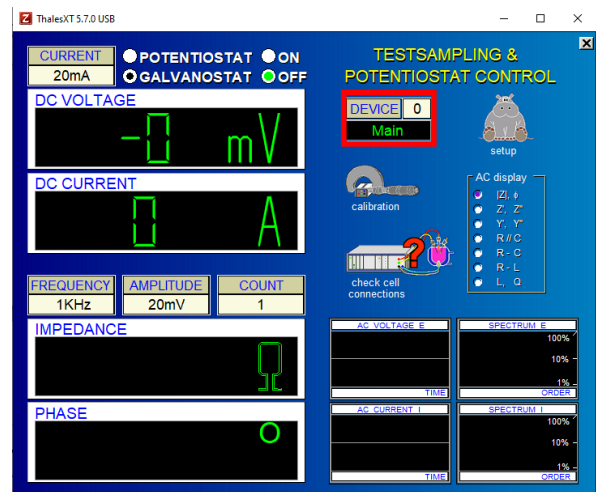 ThalesXT 5.7.0 USB
CURRENT
20mA
POTENTIOSTAT ON
GALVANOSTAT OFF
TESTSAMPLING &
POTENTIOSTAT CONTROL
DC VOLTAGE
-0 mV
DEVICE 0
Main
setup
DC CURRENT
0 A
calibration
AC display
|Z|, ϕ
Z', Z"
Y', Y"
R // C
R - C
R - L
L, Q
check cell
connections
FREQUENCY AMPLITUDE COUNT
1KHz 20mV 1
IMPEDANCE
Ω
PHASE
o
AC VOLTAGE E
TIME
SPECTRUM E
100%
10%
1%
ORDER
AC CURRENT I
TIME
SPECTRUM I
100%
10%
1%
ORDER